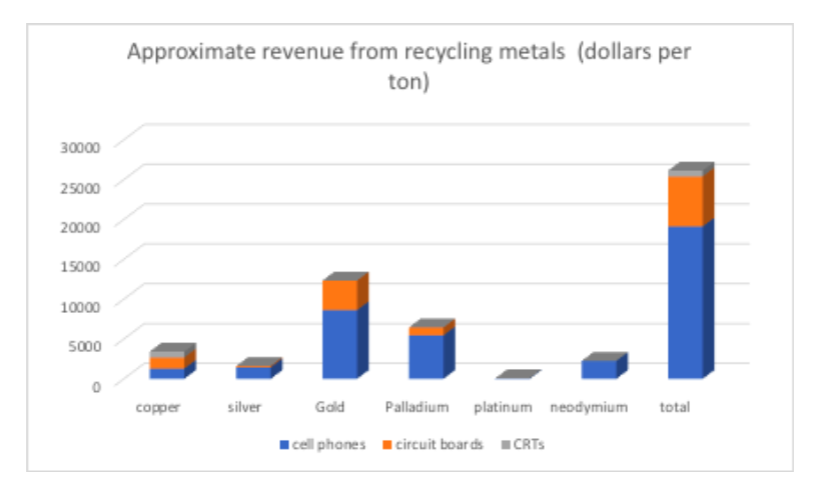 Approximate revenue from recycling metals (dollars per
ton)
30000
25000
20000
15000
10000
5000
0
copper silver Gold Palladium platinum neodymium total
cell phones circuit boards CRTs